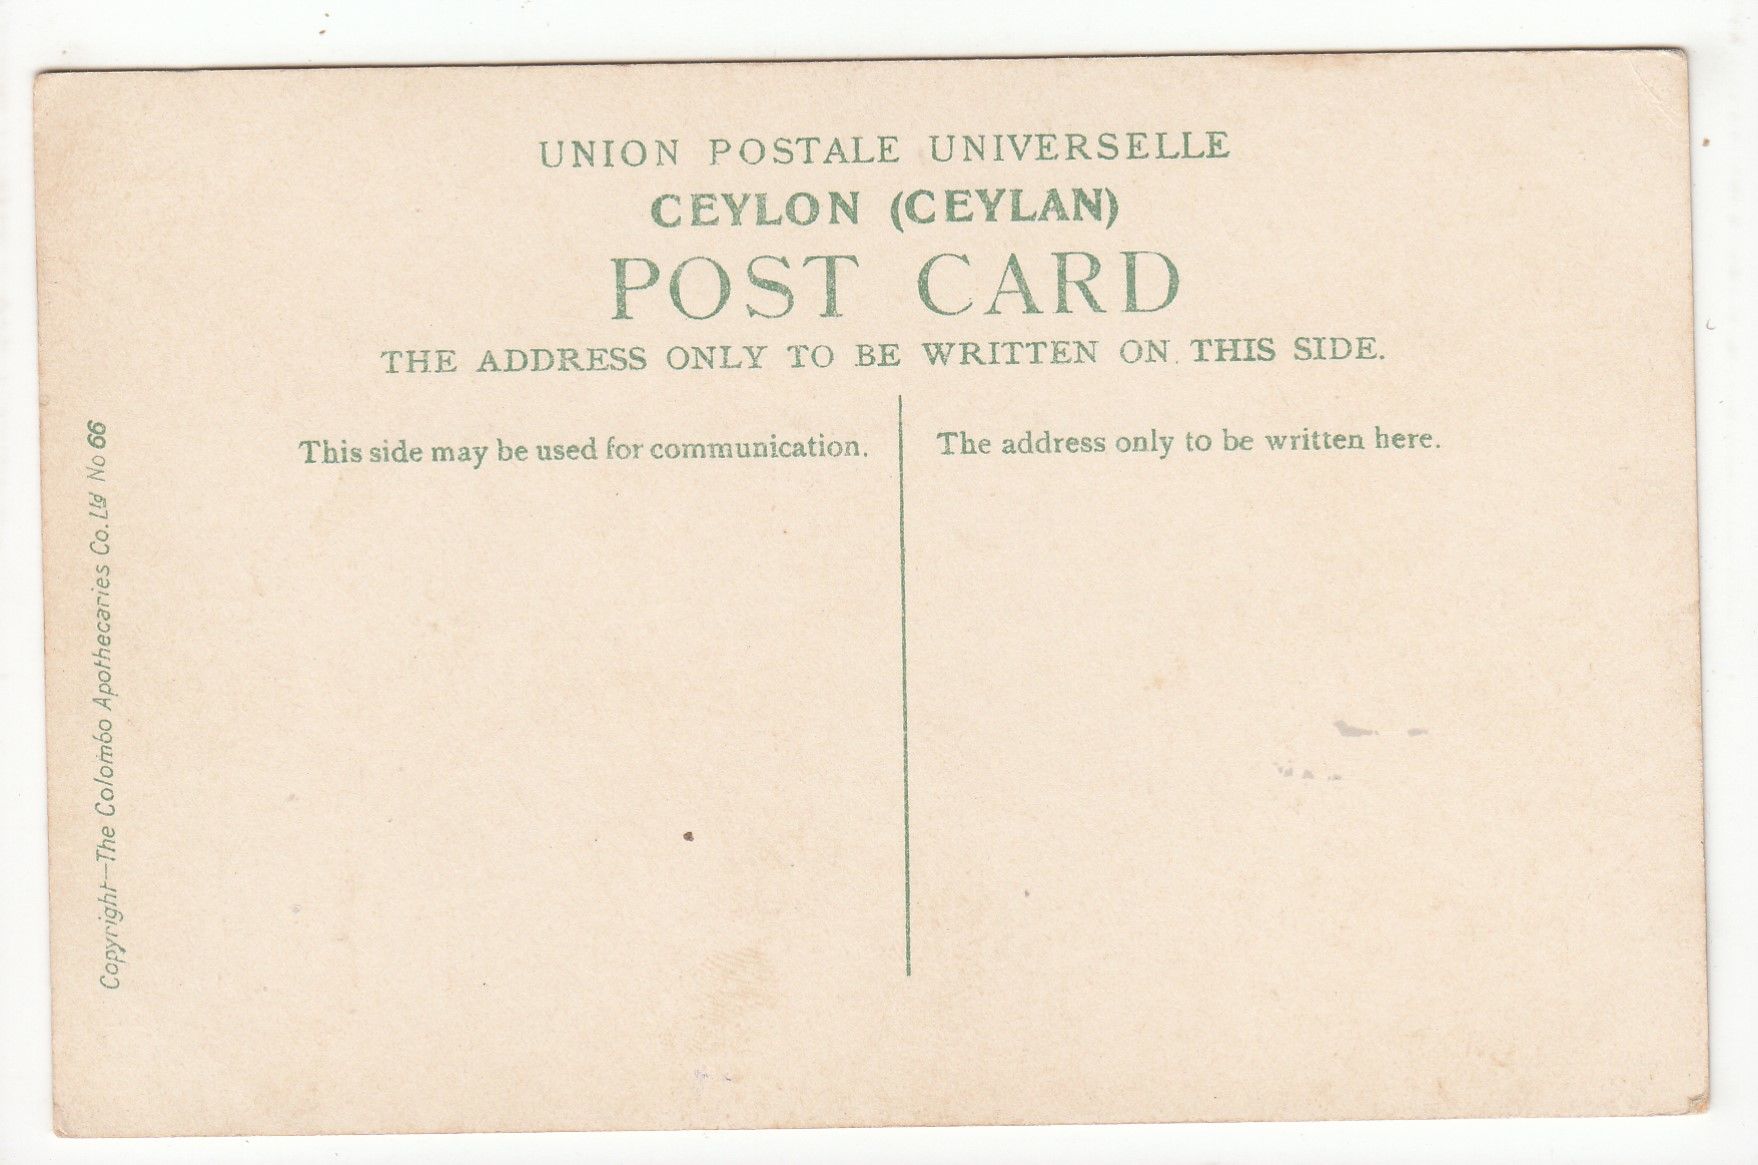 UNION POSTALE UNIVERSELLE
CEYLON (CEYLAN)
POST CARD
THE ADDRESS ONLY TO BE WRITTEN ON THIS SIDE.
This side may be used for communication.
The address only to be written here.
Copyright—The Colombo Apothecaries Co. Ltd No 66